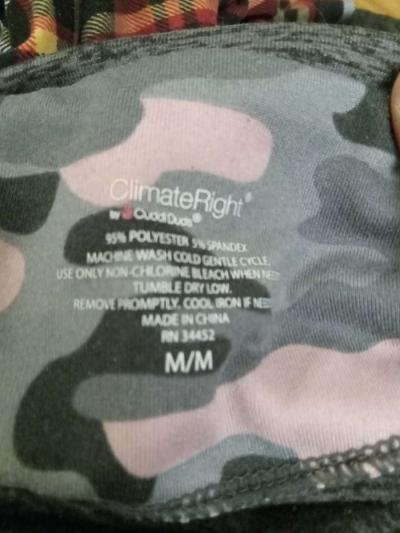 ClimateRight®
by Cuddl Duds®
95% POLYESTER 5% SPANDEX
MACHINE WASH COLD GENTLE CYCLE.
USE ONLY NON-CHLORINE BLEACH WHEN
TUMBLE DRY LOW.
REMOVE PROMPTLY. COOL IRON IF
MADE IN CHINA
RN 34452
M/M